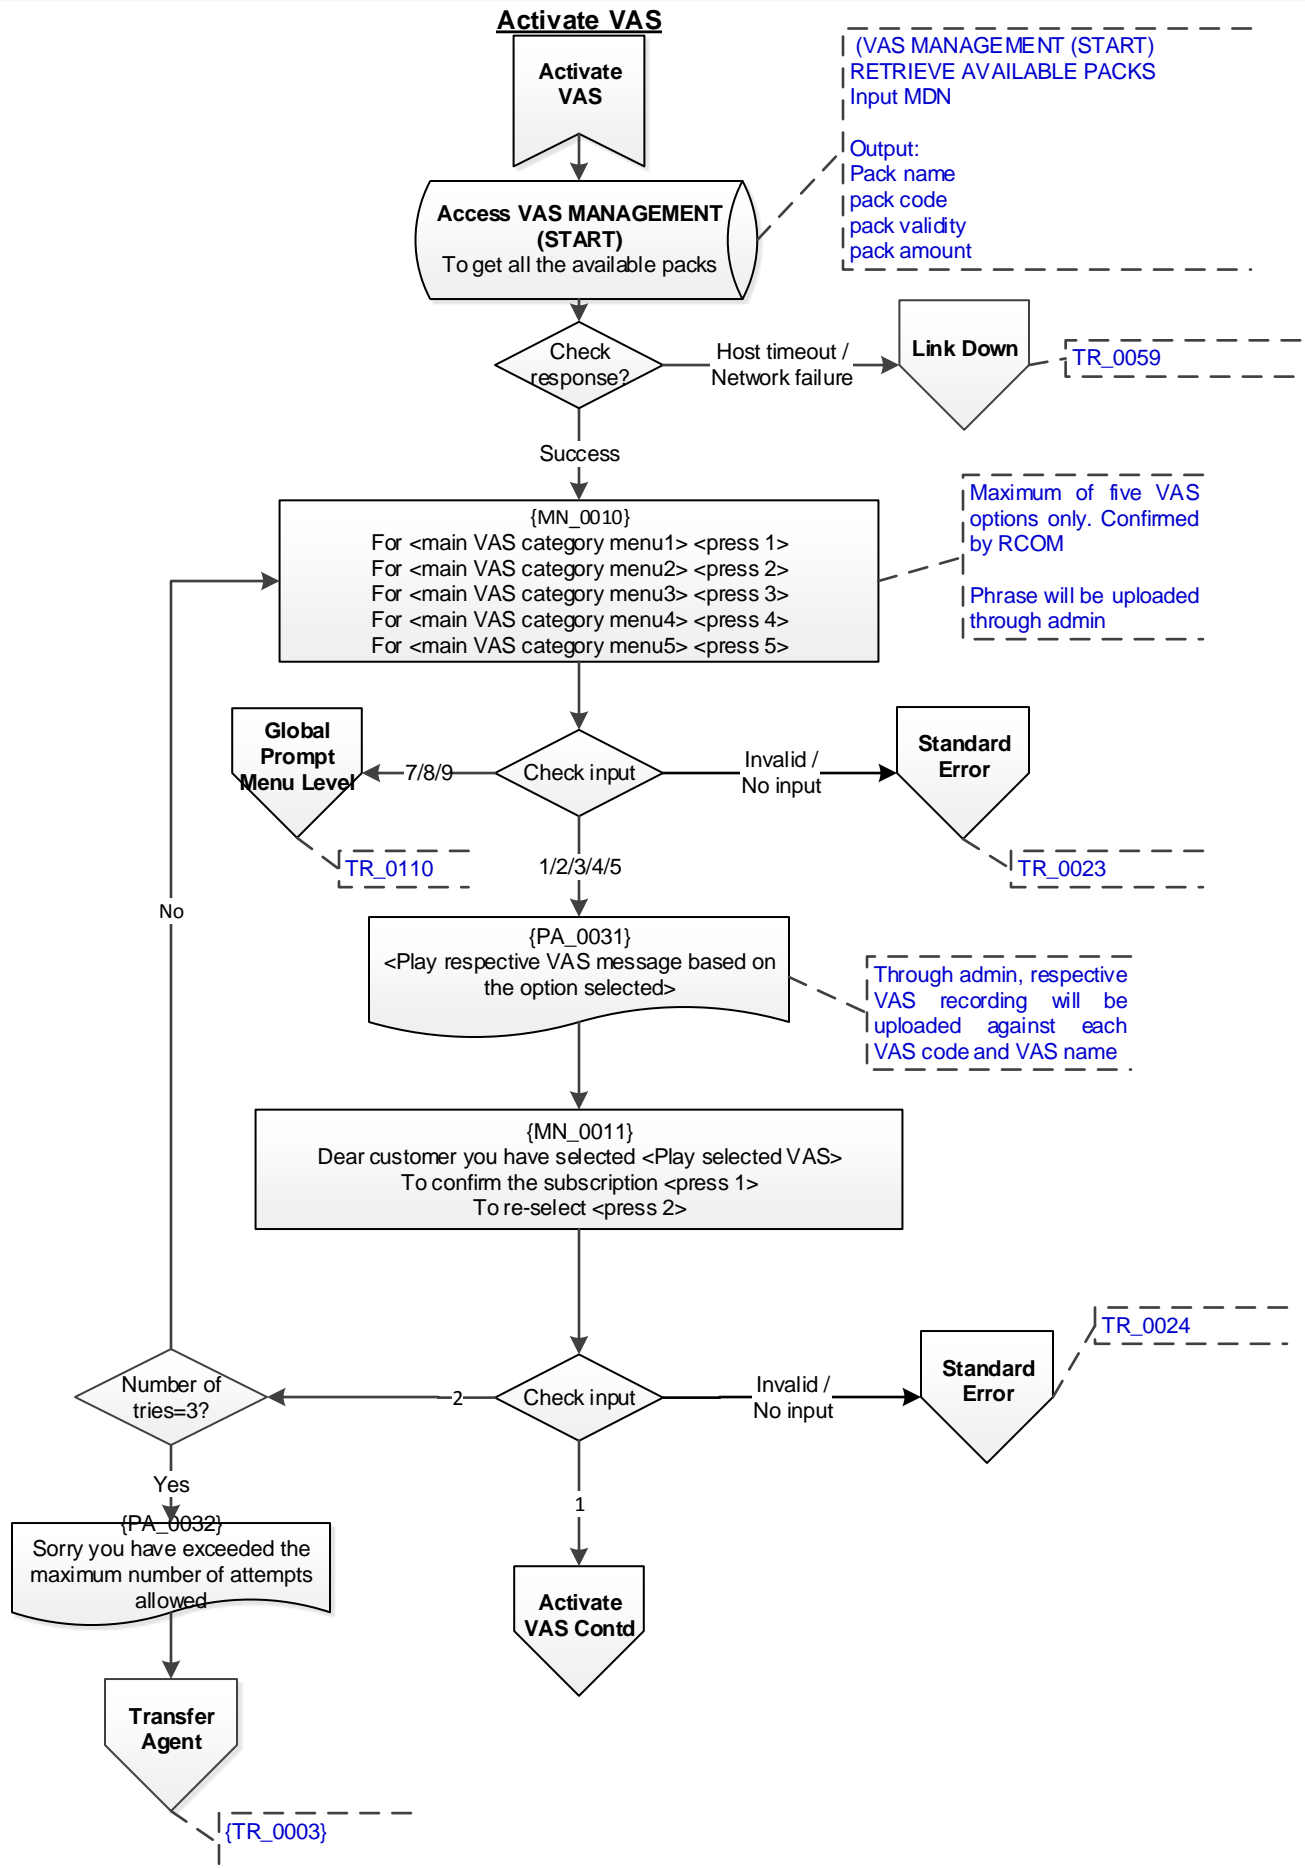 Activate VAS
Activate
VAS
(VAS MANAGEMENT (START)
RETRIEVE AVAILABLE PACKS
Input MDN
Output:
Pack name
pack code
pack validity
pack amount
Access VAS MANAGEMENT
(START)
To get all the available packs
Check
response?
Host timeout /
Network failure
Link Down
TR_0059
Success
{MN_0010}
For <main VAS category menu1> <press 1>
For <main VAS category menu2> <press 2>
For <main VAS category menu3> <press 3>
For <main VAS category menu4> <press 4>
For <main VAS category menu5> <press 5>
Maximum of five VAS
options only. Confirmed
by RCOM
Phrase will be uploaded
through admin
Global
Prompt
Menu Level
7/8/9
Check input
Invalid /
No input
Standard
Error
TR_0110
1/2/3/4/5
TR_0023
No
{PA_0031}
<Play respective VAS message based on
the option selected>
Through admin, respective
VAS recording will be
uploaded against each
VAS code and VAS name
{MN_0011}
Dear customer you have selected <Play selected VAS>
To confirm the subscription <press 1>
To re-select <press 2>
TR_0024
Number of
tries=3?
2
Check input
Invalid /
No input
Standard
Error
Yes
1
{PA_0032}
Sorry you have exceeded the
maximum number of attempts
allowed
Activate
VAS Contd
Transfer
Agent
{TR_0003}